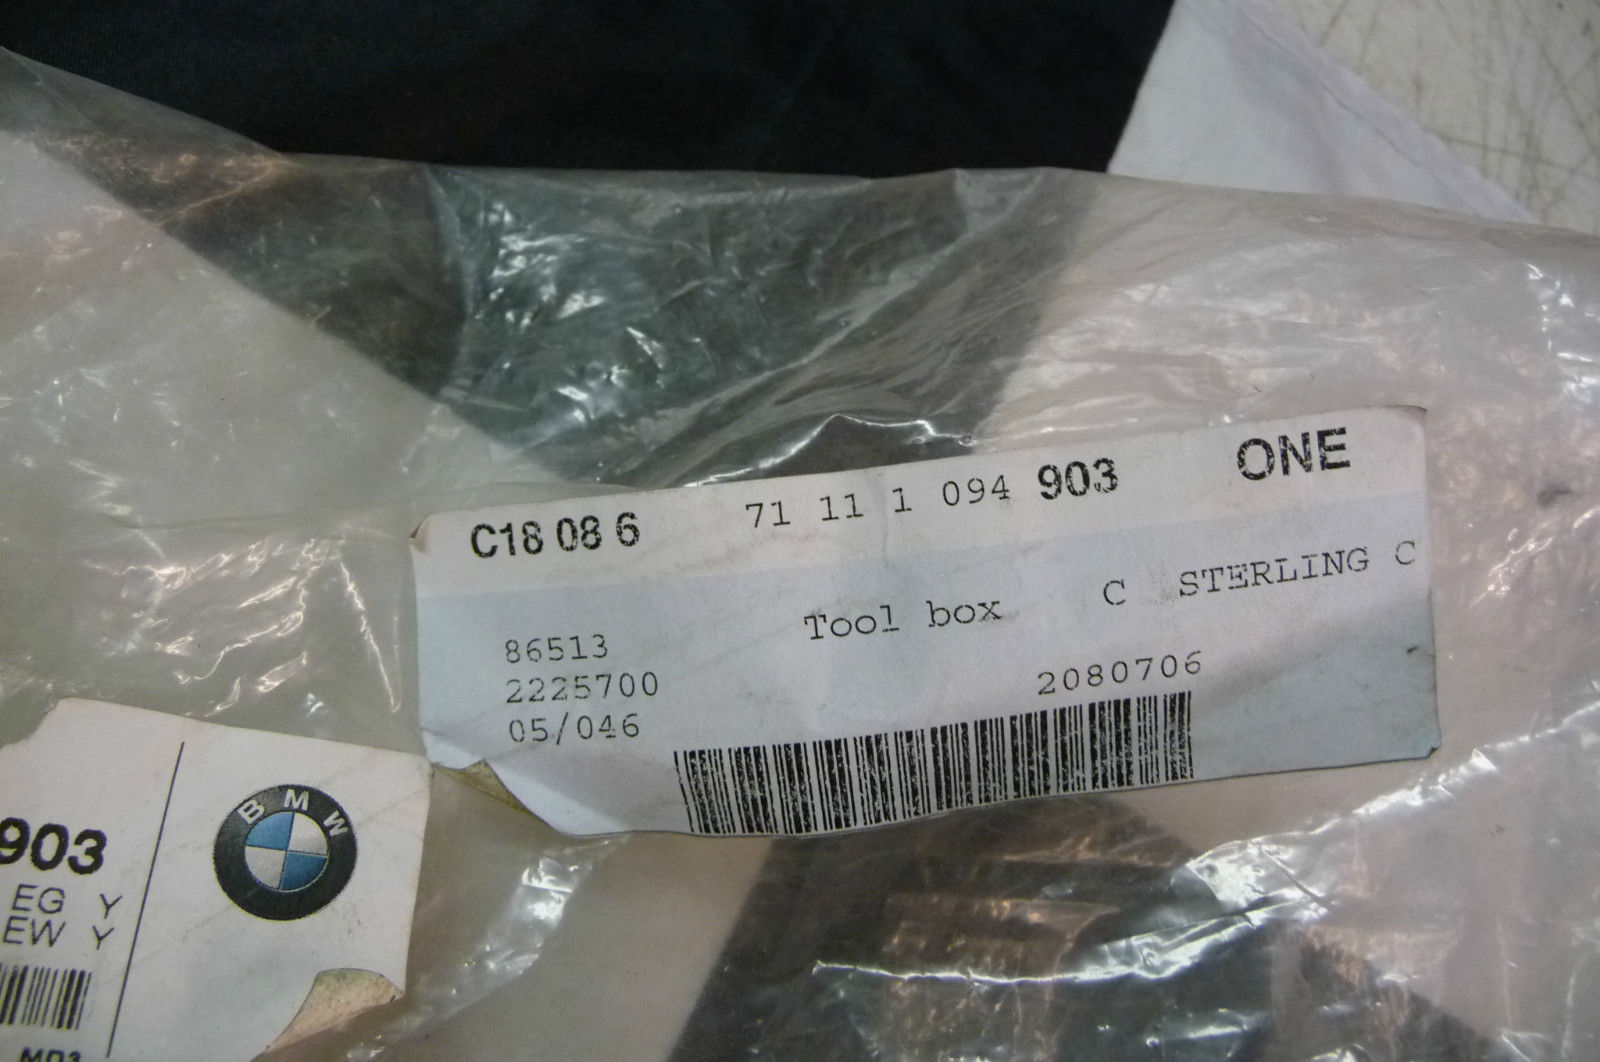 C18 08 6 71 11 1 094 903 ONE
86513 Tool box C STERLING C
2225700 2080706
05/046
903
EG Y
EW Y
BMW